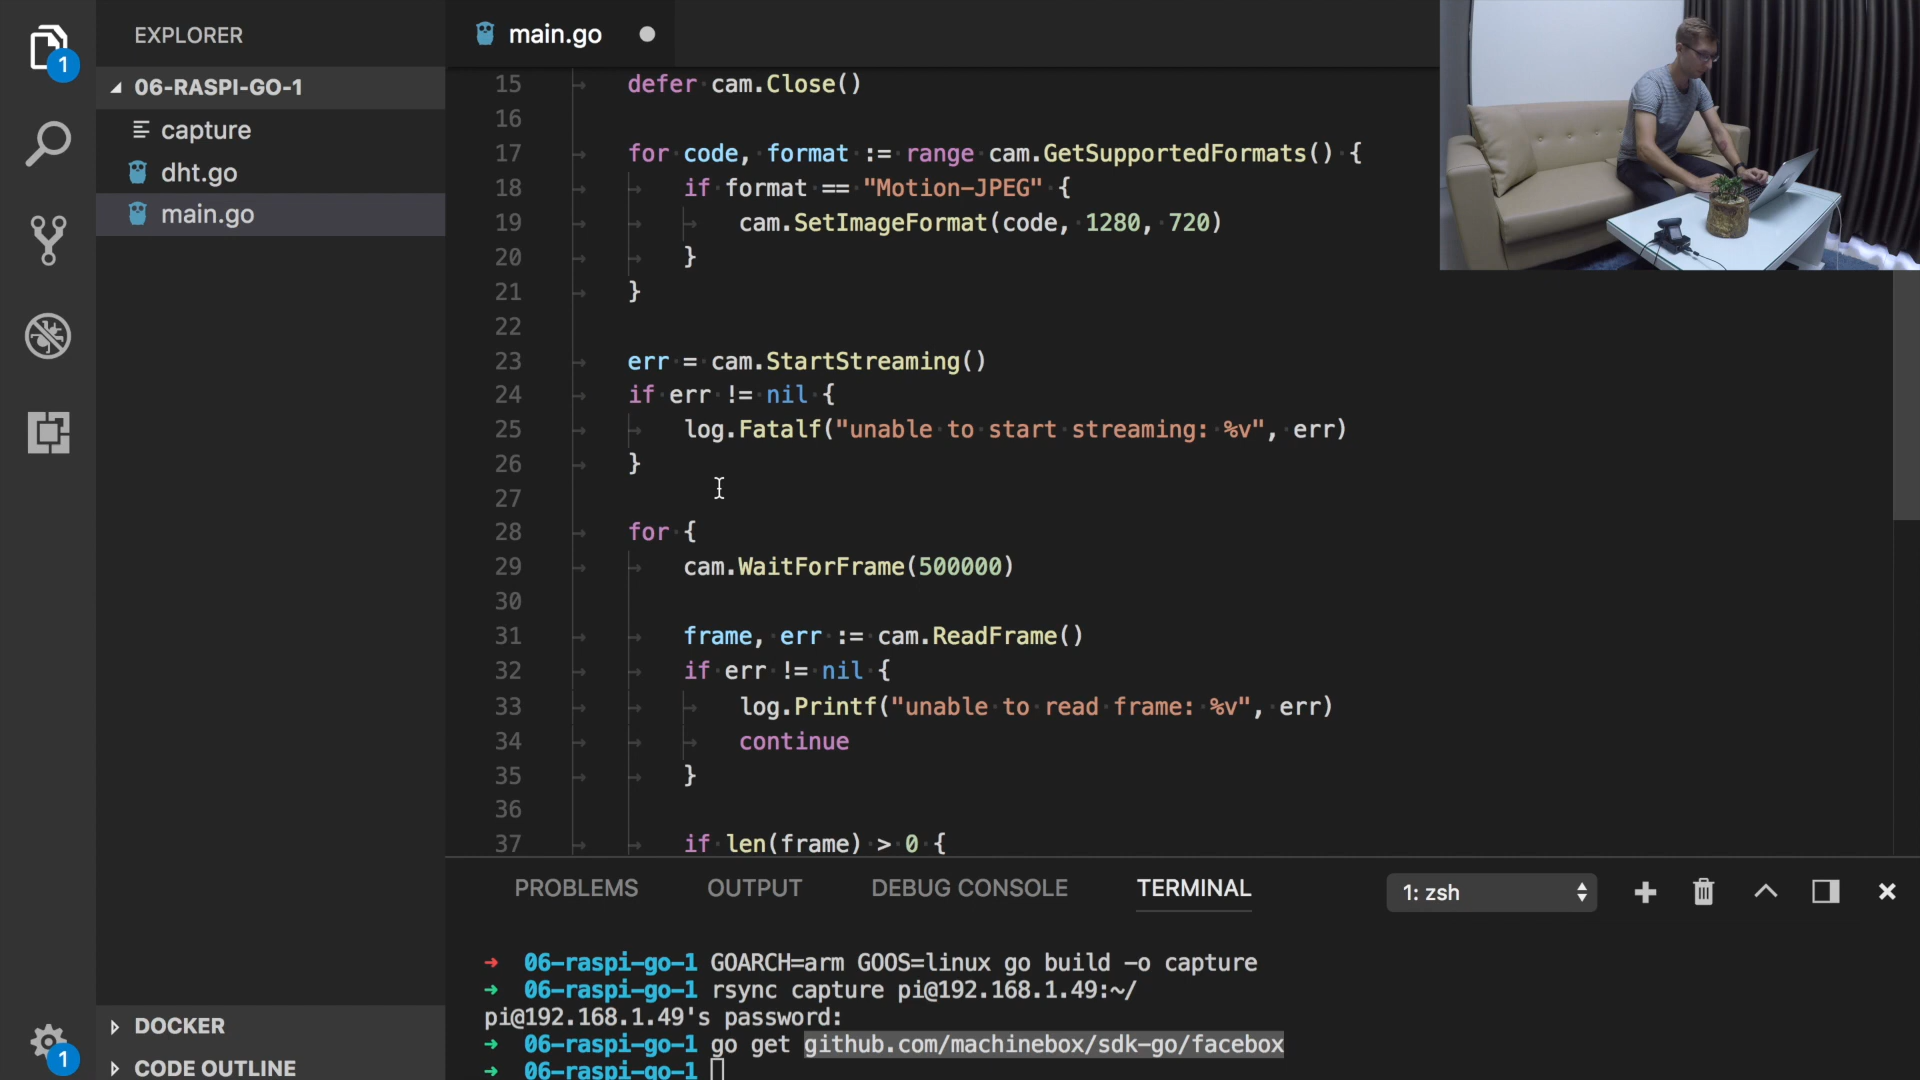 EXPLORER
06-RASPI-GO-1
capture
dht.go
main.go
DOCKER
CODE OUTLINE
1
1
main.go
15 defer cam.Close()
16
17 for code, format := range cam.GetSupportedFormats() {
18 if format == "Motion-JPEG" {
19 cam.SetImageFormat(code, 1280, 720)
20 }
21 }
22
23 err = cam.StartStreaming()
24 if err != nil {
25 log.Fatalf("unable to start streaming: %v", err)
26 }
27
28 for {
29 cam.WaitForFrame(500000)
30
31 frame, err := cam.ReadFrame()
32 if err != nil {
33 log.Printf("unable to read frame: %v", err)
34 continue
35 }
36
37 if len(frame) > 0 {
PROBLEMS OUTPUT DEBUG CONSOLE TERMINAL 1: zsh
➜ 06-raspi-go-1 GOARCH=arm GOOS=linux go build -o capture
➜ 06-raspi-go-1 rsync capture pi@192.168.1.49:~/
pi@192.168.1.49's password:
➜ 06-raspi-go-1 go get github.com/machinebox/sdk-go/facebox
➜ 06-raspi-go-1